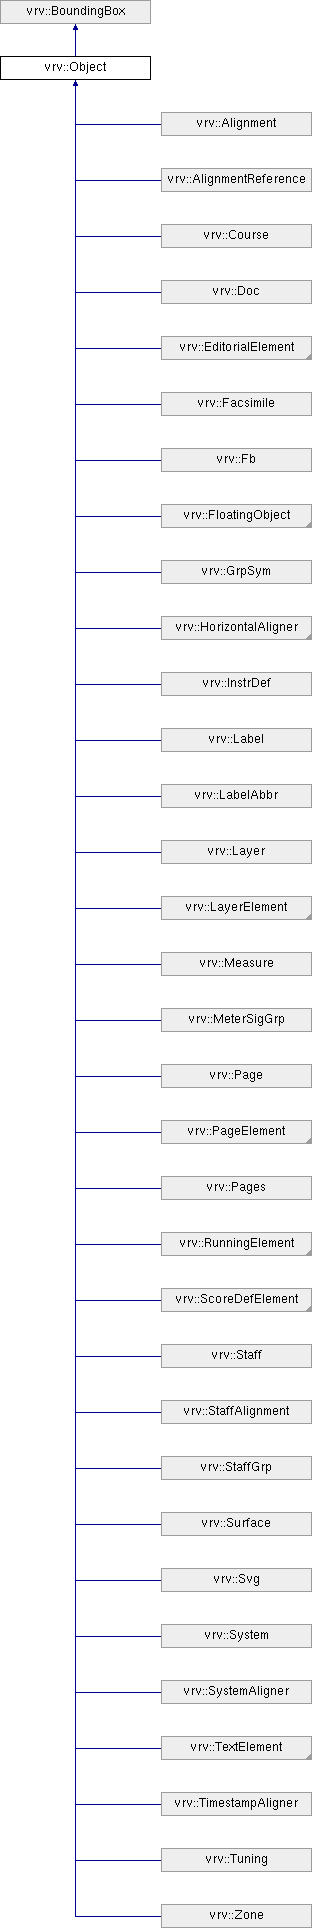 vrv::BoundingBox
vrv::Object
vrv::Alignment
vrv::AlignmentReference
vrv::Course
vrv::Doc
vrv::EditorialElement
vrv::Facsimile
vrv::Fb
vrv::FloatingObject
vrv::GrpSym
vrv::HorizontalAligner
vrv::InstrDef
vrv::Label
vrv::LabelAbbr
vrv::Layer
vrv::LayerElement
vrv::Measure
vrv::MeterSigGrp
vrv::Page
vrv::PageElement
vrv::Pages
vrv::RunningElement
vrv::ScoreDefElement
vrv::Staff
vrv::StaffAlignment
vrv::StaffGrp
vrv::Surface
vrv::Svg
vrv::System
vrv::SystemAligner
vrv::TextElement
vrv::TimestampAligner
vrv::Tuning
vrv::Zone